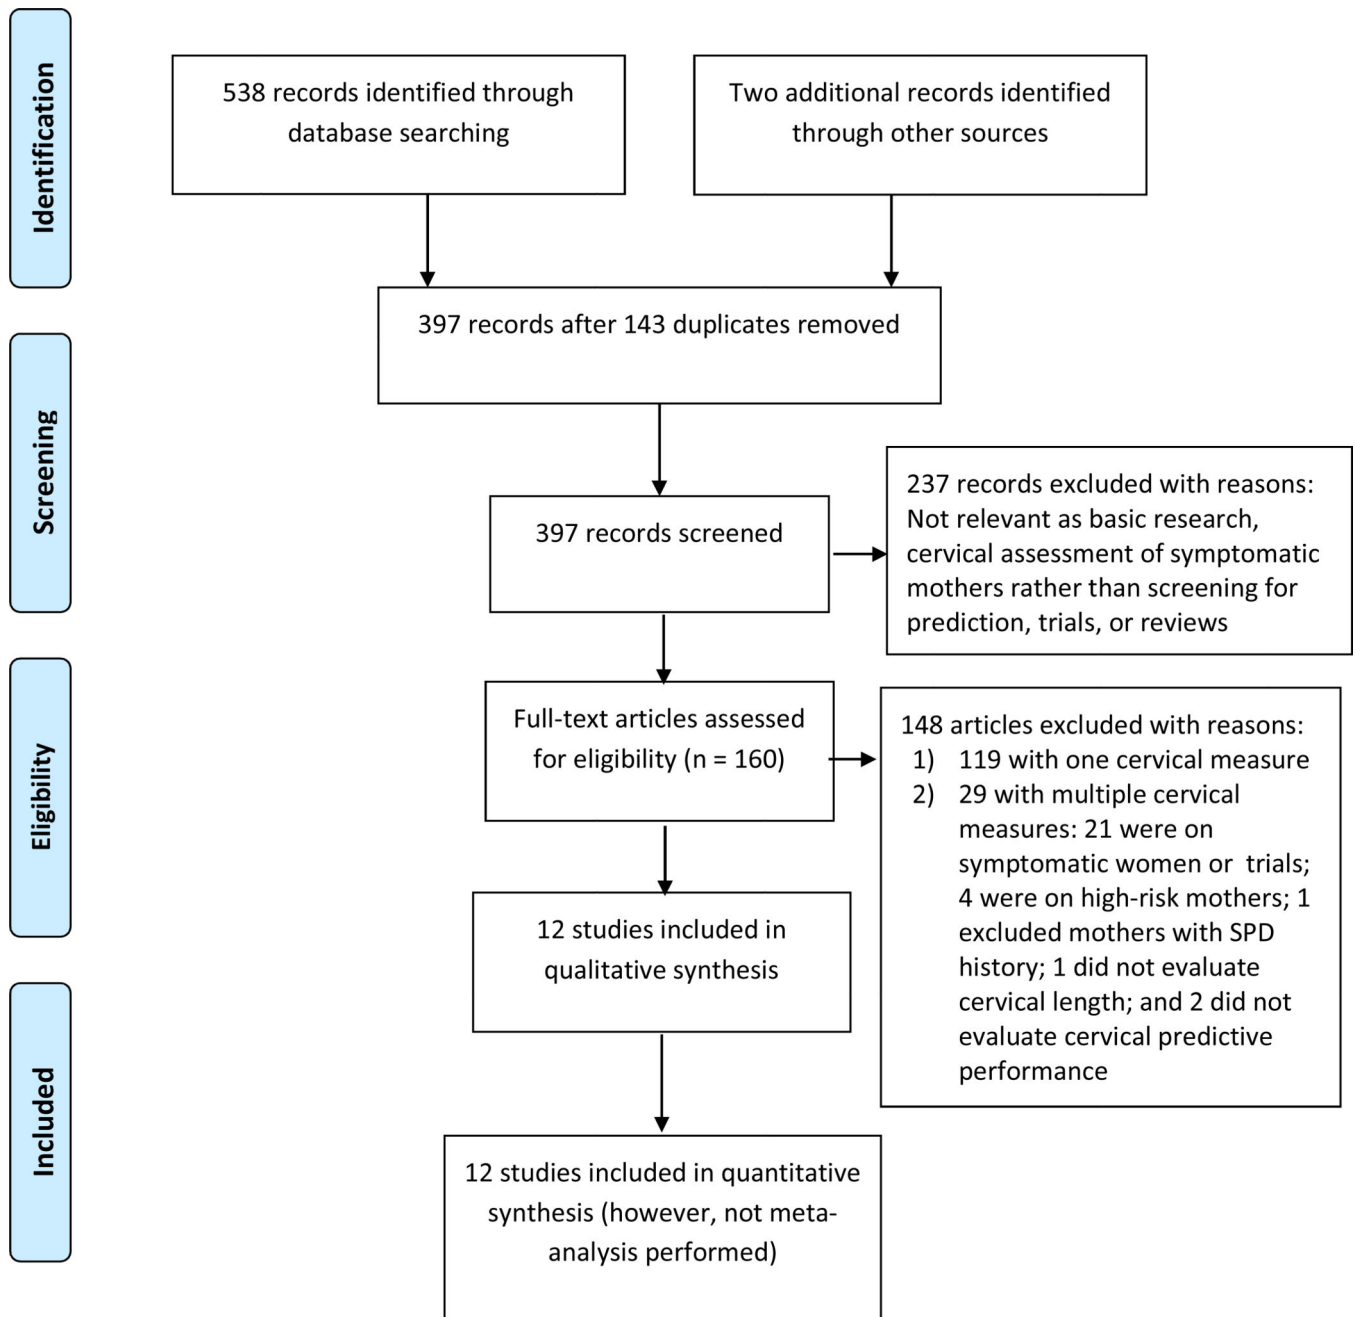 Identification
538 records identified through
database searching
Two additional records identified
through other sources
397 records after 143 duplicates removed
Screening
397 records screened
237 records excluded with reasons:
Not relevant as basic research,
cervical assessment of symptomatic
mothers rather than screening for
prediction, trials, or reviews
Eligibility
Full-text articles assessed
for eligibility (n = 160)
148 articles excluded with reasons:
1) 119 with one cervical measure
2) 29 with multiple cervical
measures: 21 were on
symptomatic women or trials;
4 were on high-risk mothers; 1
excluded mothers with SPD
history; 1 did not evaluate
cervical length; and 2 did not
evaluate cervical predictive
performance
12 studies included in
qualitative synthesis
Included
12 studies included in quantitative
synthesis (however, not meta-
analysis performed)